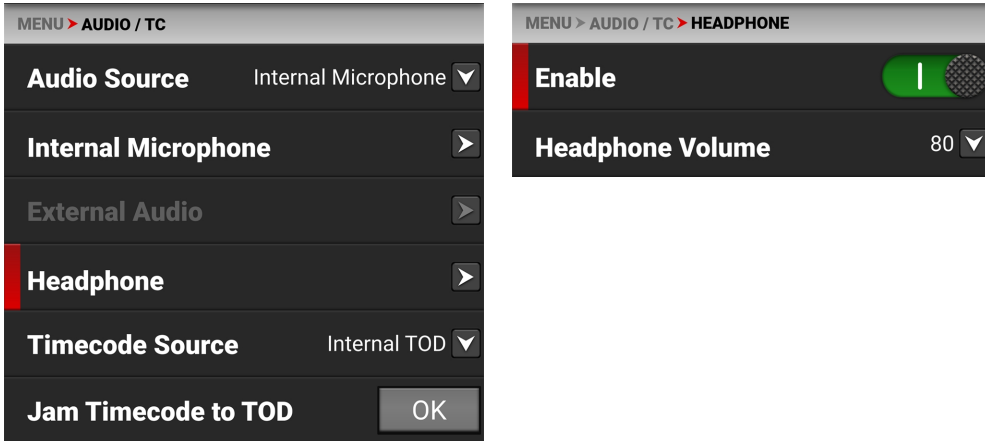 MENU > AUDIO / TC
Audio Source Internal Microphone
Internal Microphone
External Audio
Headphone
Timecode Source Internal TOD
Jam Timecode to TOD OK
MENU > AUDIO / TC > HEADPHONE
Enable
Headphone Volume 80